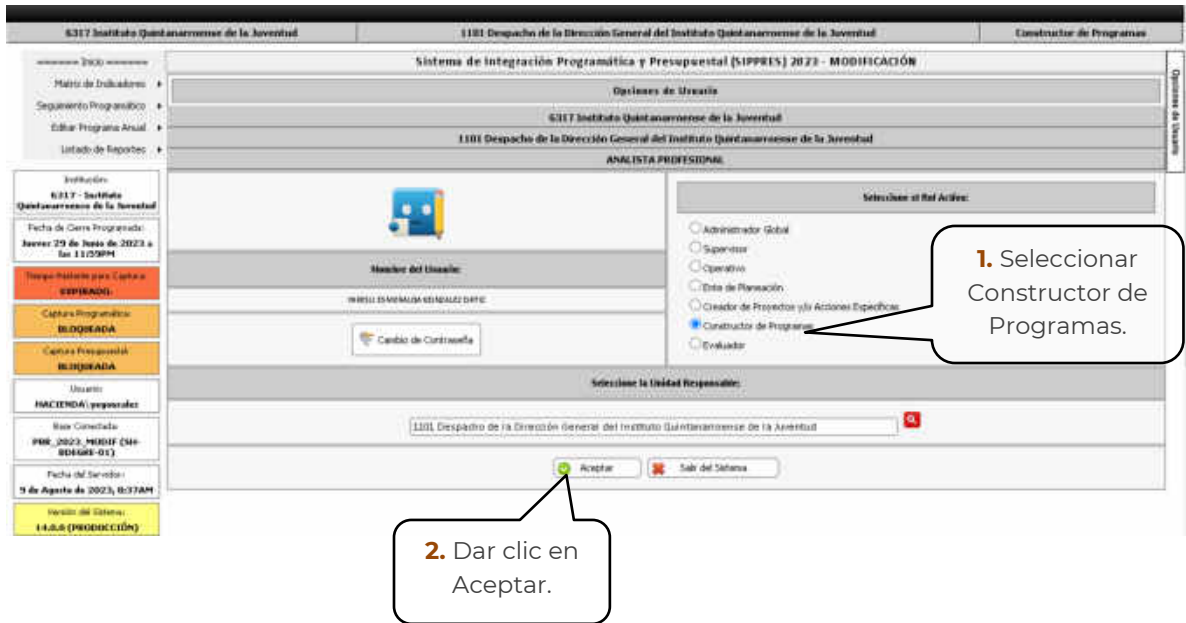 6317 Instituto Quintanarroense de la Juventud
1101 Despacho de la Dirección General del Instituto Quintanarroense de la Juventud
Constructor de Programas
Inicio
Matriz de Indicadores
Seguimiento Programático
Editar Programa Anual
Listado de Reportes
Sistema de Integración Programática y Presupuestal (SIPPRES) 2023 - MODIFICACIÓN
Opciones de Usuario
Opciones de Usuario
6317 Instituto Quintanarroense de la Juventud
1101 Despacho de la Dirección General del Instituto Quintanarroense de la Juventud
ANALISTA PROFESIONAL
Institución:
6317 - Instituto
Quintanarroense de la Juventud
Fecha de Cierre Programada:
Jueves 29 de Junio de 2023 a
las 11:59PM
Tiempo Restante para Captura:
EXPIRADO.
Captura Programática:
BLOQUEADA
Captura Presupuestal:
BLOQUEADA
Usuario:
Base Conectada:
PBR_2023_MODIF
Fecha del Servidor:
9 de Agosto de 2023, 8:37AM
Versión del Sistema:
14.0.6 (PRODUCCIÓN)
Nombre del Usuario:
Cambio de Contraseña
Seleccione el Rol Activo:
Administrador Global
Supervisor
Operativo
Ente de Planeación
Creador de Proyectos y/o Acciones Específicas
Constructor de Programas
Evaluador
Seleccione la Unidad Responsable:
1101 Despacho de la Dirección General del Instituto Quintanarroense de la Juventud
Aceptar
Salir del Sistema
1. Seleccionar
Constructor de
Programas.
2. Dar clic en
Aceptar.